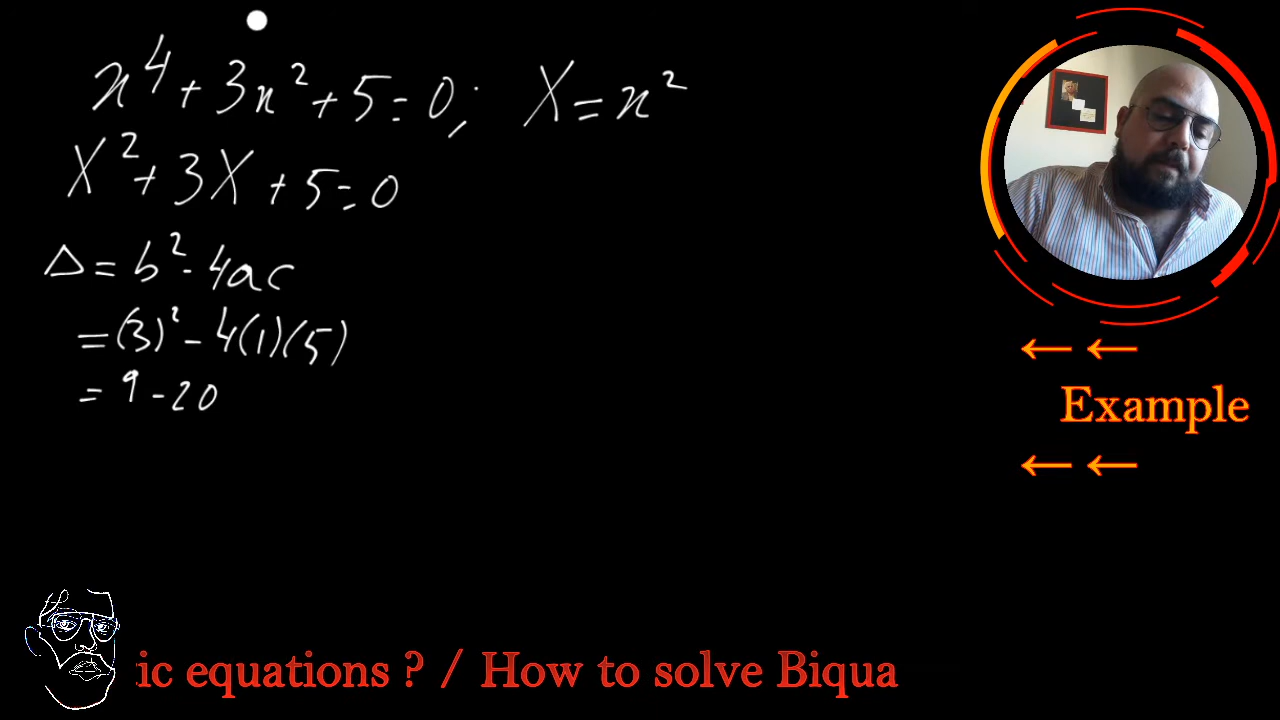 x⁴ + 3x² + 5 = 0; X = x²
X² + 3X + 5 = 0
Δ = b² - 4ac
= (3)² - 4(1)(5)
= 9 - 20
← ←
Example
← ←
ic equations ? / How to solve Biqua